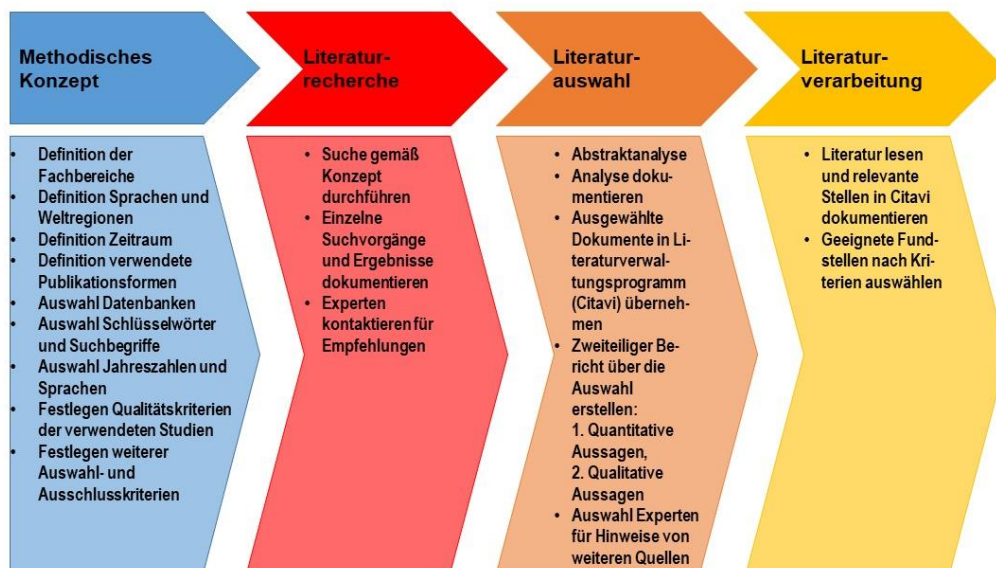 Methodisches
Konzept
Literatur-
recherche
Literatur-
auswahl
Literatur-
verarbeitung
• Definition der
Fachbereiche
• Definition Sprachen und
Weltregionen
• Definition Zeitraum
• Definition verwendete
Publikationsformen
• Auswahl Datenbanken
• Auswahl Schlüsselwörter
und Suchbegriffe
• Auswahl Jahreszahlen und
Sprachen
• Festlegen Qualitätskriterien
der verwendeten Studien
• Festlegen weiterer
Auswahl- und
Ausschlusskriterien
• Suche gemäß
Konzept
durchführen
• Einzelne
Suchvorgänge
und Ergebnisse
dokumentieren
• Experten
kontaktieren für
Empfehlungen
• Abstraktanalyse
• Analyse doku-
mentieren
• Ausgewählte
Dokumente in Li-
teraturverwal-
tungsprogramm
(Citavi) überneh-
men
• Zweiteiliger Be-
richt über die
Auswahl
erstellen:
1. Quantitative
Aussagen,
2. Qualitative
Aussagen
• Auswahl Experten
für Hinweise von
weiteren Quellen
• Literatur lesen
und relevante
Stellen in Citavi
dokumentieren
• Geeignete Fund-
stellen nach Kri-
terien auswählen